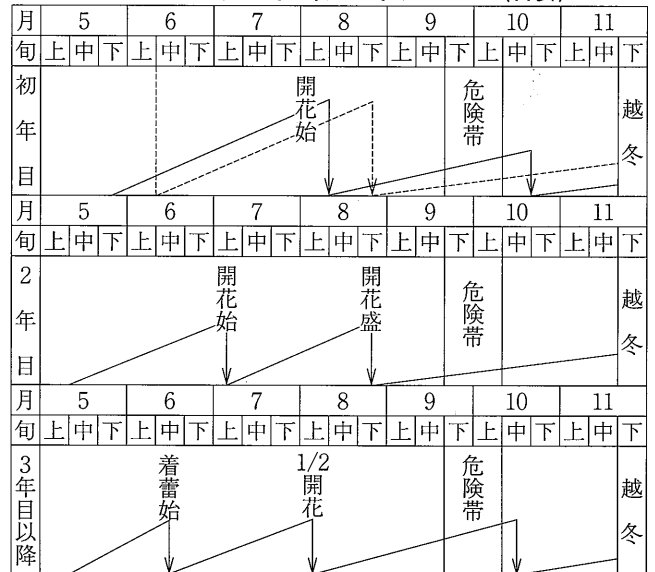 月 5 6 7 8 9 10 11
旬 上 中 下 上 中 下 上 中 下 上 中 下 上 中 下 上 中 下 上 中 下
初年目
開花始
危険帯
越冬
月 5 6 7 8 9 10 11
旬 上 中 下 上 中 下 上 中 下 上 中 下 上 中 下 上 中 下 上 中 下
2年目
開花始
開花盛
危険帯
越冬
月 5 6 7 8 9 10 11
旬 上 中 下 上 中 下 上 中 下 上 中 下 上 中 下 上 中 下 上 中 下
3年目以降
着蕾始
1/2開花
危険帯
越冬